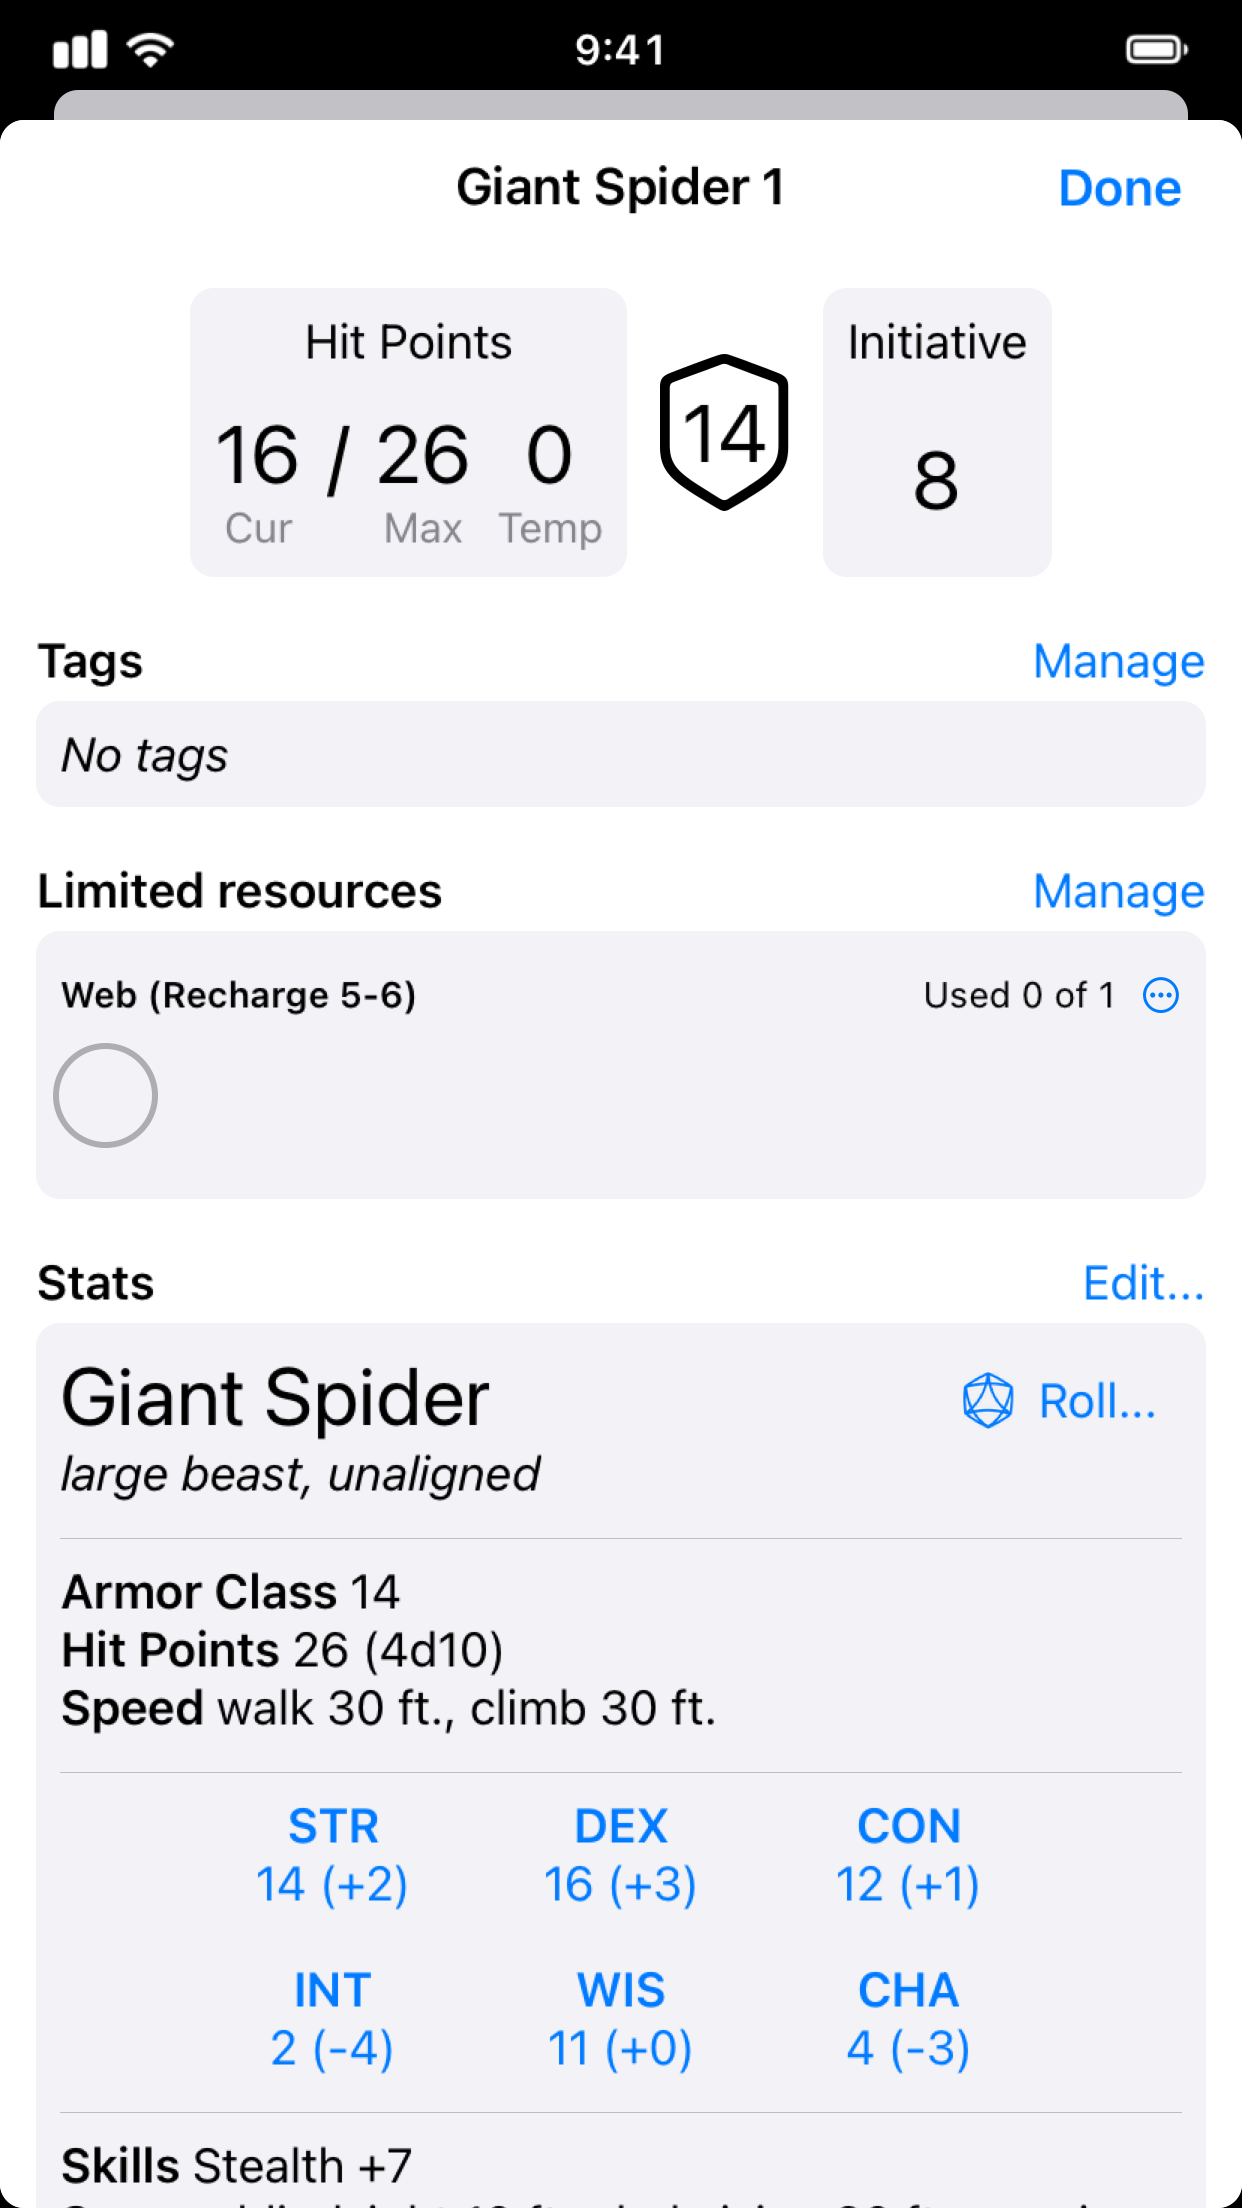 9:41
Giant Spider 1
Done
Hit Points
16 / 26 0
Cur Max Temp
14
Initiative
8
Tags
Manage
No tags
Limited resources
Manage
Web (Recharge 5-6)
Used 0 of 1
Stats
Edit...
Giant Spider
Roll...
large beast, unaligned
Armor Class 14
Hit Points 26 (4d10)
Speed walk 30 ft., climb 30 ft.
STR DEX CON
14 (+2) 16 (+3) 12 (+1)
INT WIS CHA
2 (-4) 11 (+0) 4 (-3)
Skills Stealth +7